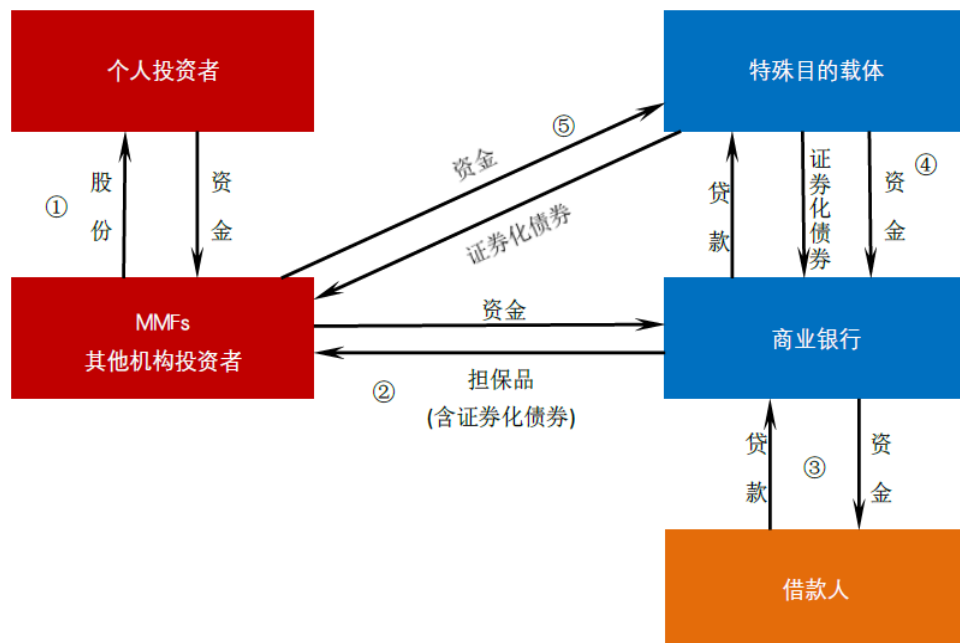 个人投资者
特殊目的载体
①
股份
资金
⑤
资金
证券化债券
贷款
证券化债券
资金
④
MMFs
其他机构投资者
资金
商业银行
②
担保品
(含证券化债券)
贷款
③
资金
借款人